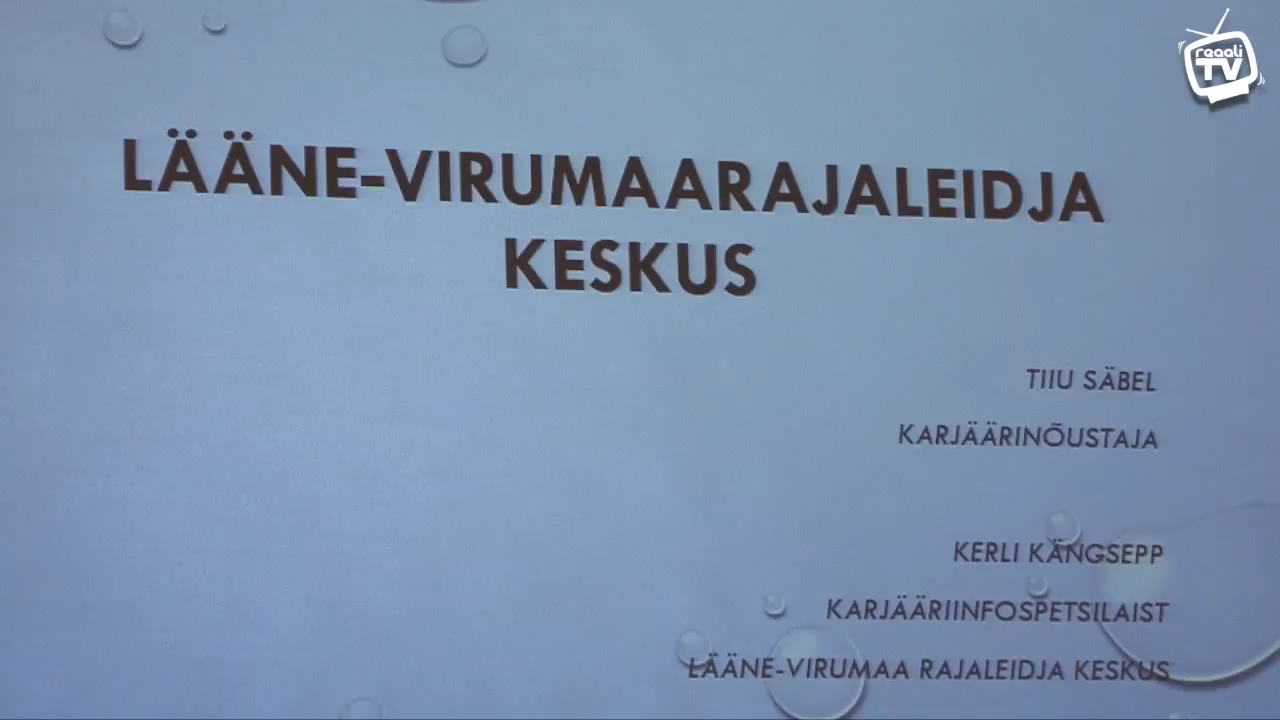 reaali
TV
LÄÄNE-VIRUMAARAJALEIDJA
KESKUS
TIIU SÄBEL
KARJÄÄRINÕUSTAJA
KERLI KÄNGSEPP
KARJÄÄRIINFOSPETSILAIST
LÄÄNE-VIRUMAA RAJALEIDJA KESKUS